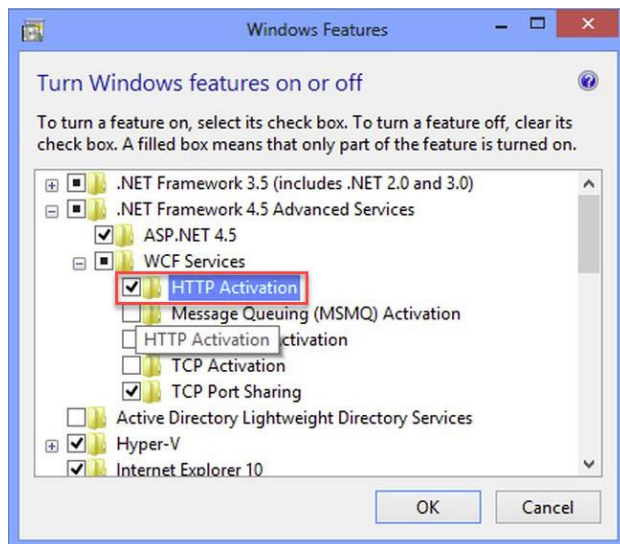 Windows Features
Turn Windows features on or off
To turn a feature on, select its check box. To turn a feature off, clear its
check box. A filled box means that only part of the feature is turned on.
.NET Framework 3.5 (includes .NET 2.0 and 3.0)
.NET Framework 4.5 Advanced Services
ASP.NET 4.5
WCF Services
HTTP Activation
Message Queuing (MSMQ) Activation
HTTP Activation
TCP Activation
TCP Port Sharing
Active Directory Lightweight Directory Services
Hyper-V
Internet Explorer 10
OK Cancel